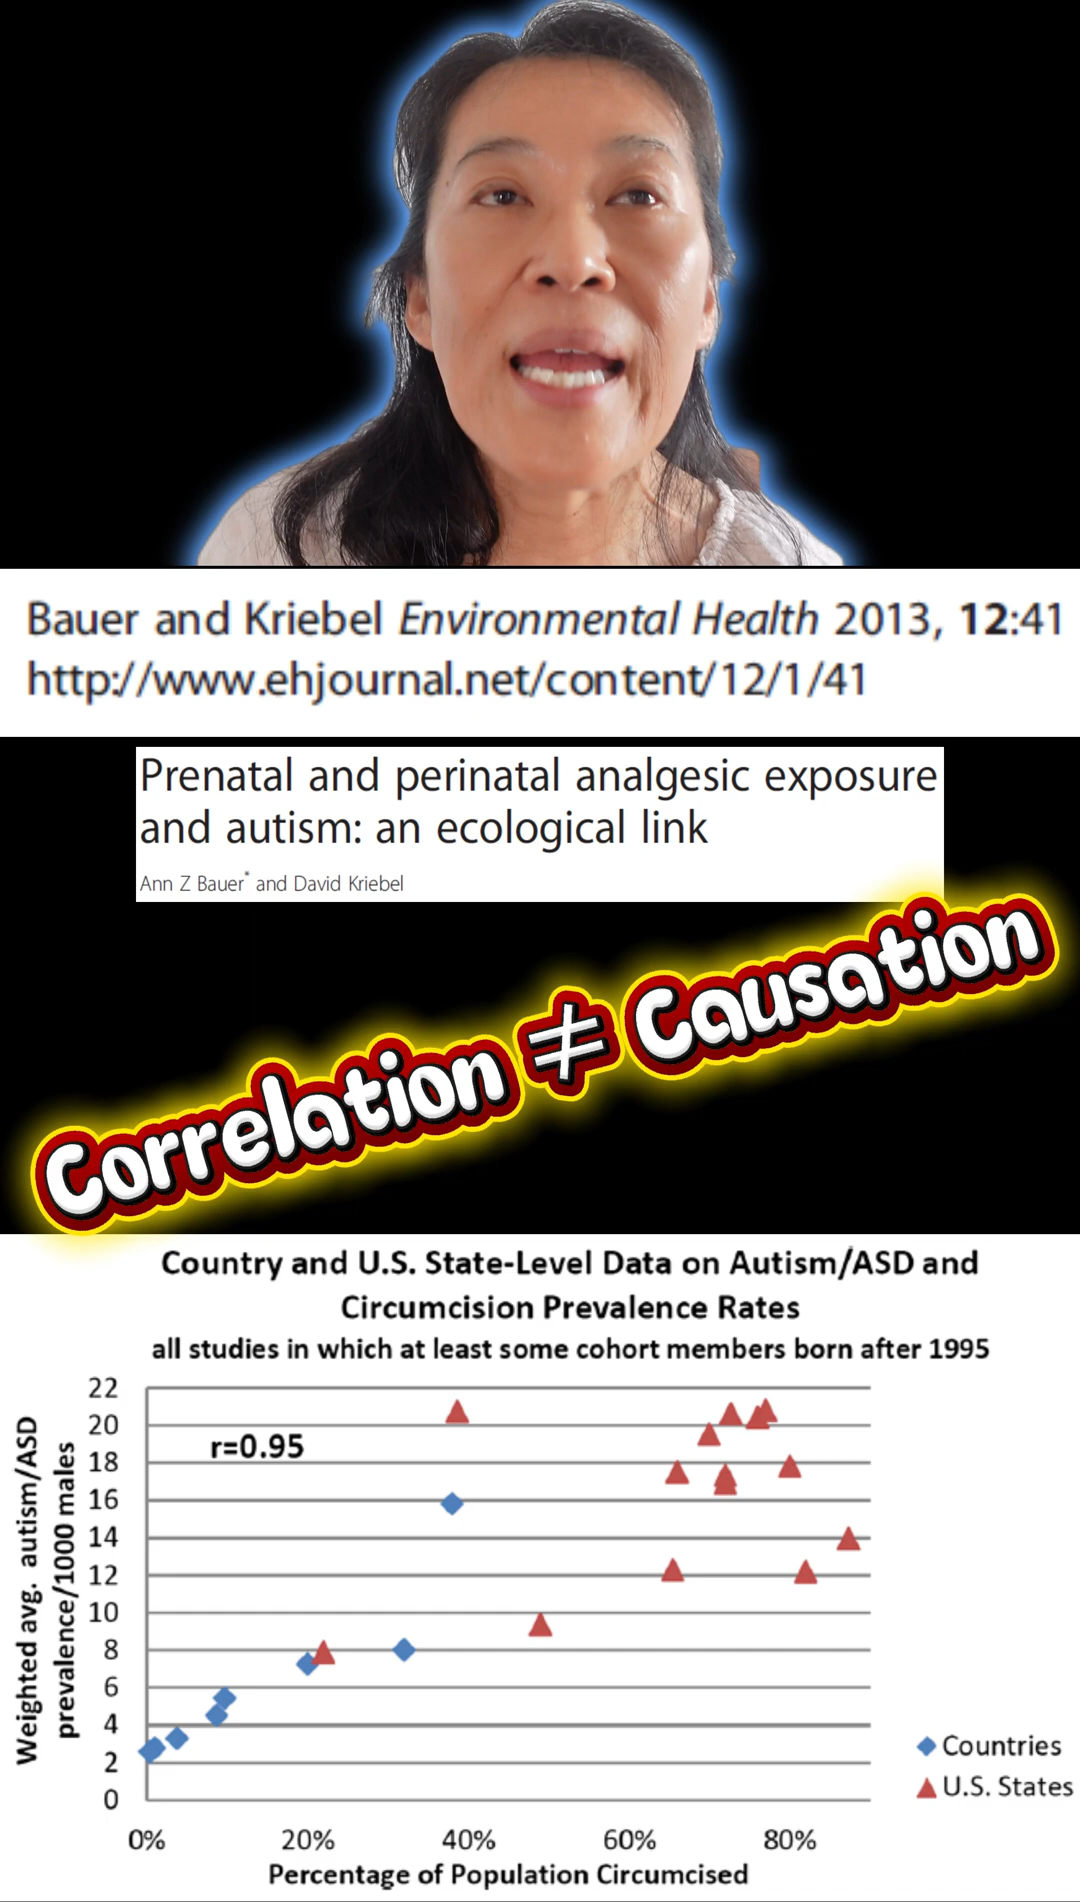 Bauer and Kriebel Environmental Health 2013, 12:41
http://www.ehjournal.net/content/12/1/41
Prenatal and perinatal analgesic exposure
and autism: an ecological link
Ann Z Bauer* and David Kriebel
Correlation ≠ Causation
Country and U.S. State-Level Data on Autism/ASD and
Circumcision Prevalence Rates
all studies in which at least some cohort members born after 1995
Weighted avg. autism/ASD
prevalence/1000 males
22
20
18
16
14
12
10
8
6
4
2
0
r=0.95
Countries
U.S. States
0% 20% 40% 60% 80%
Percentage of Population Circumcised